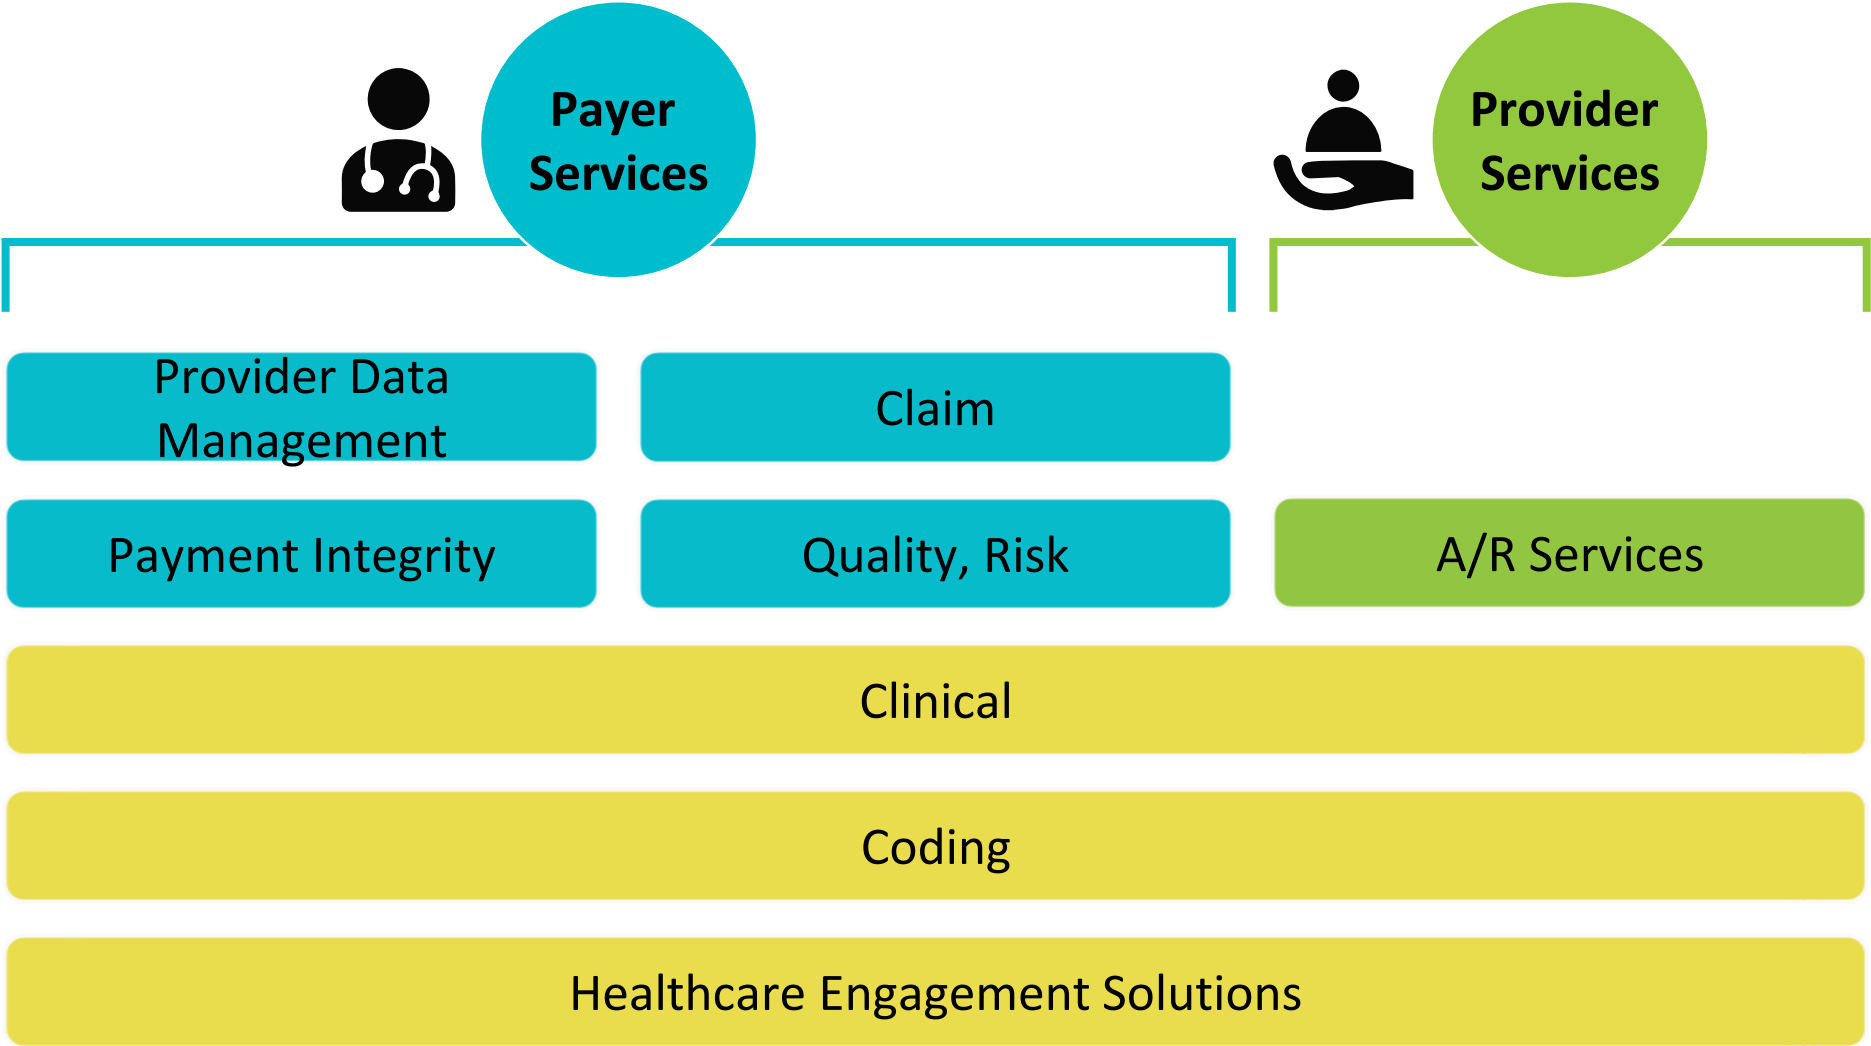 Payer
Services
Provider
Services
Provider Data
Management
Claim
Payment Integrity
Quality, Risk
A/R Services
Clinical
Coding
Healthcare Engagement Solutions